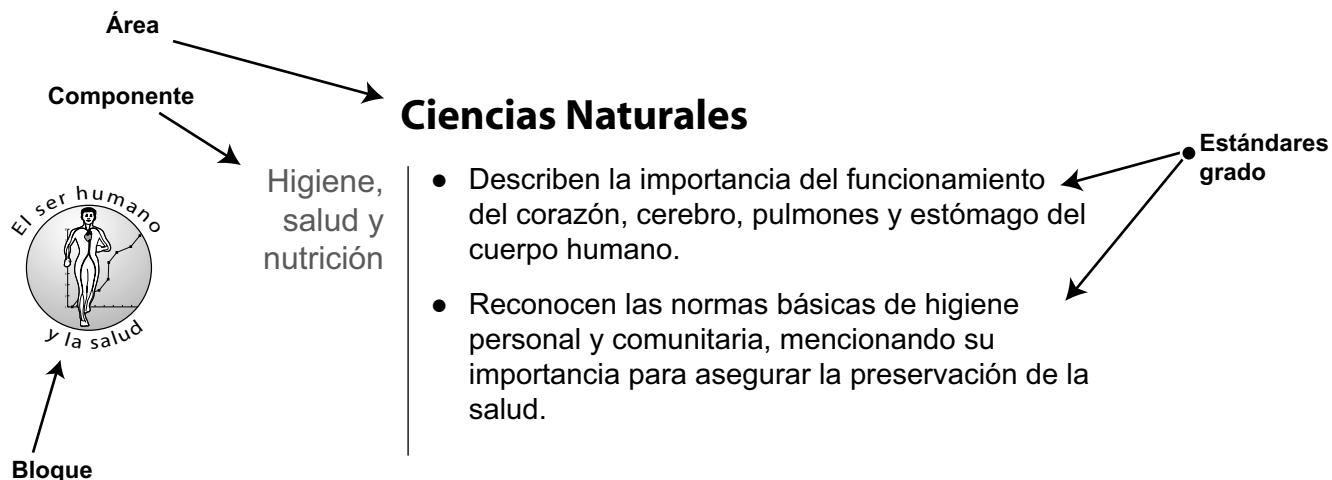 Área
Componente
Ciencias Naturales
Estándares
grado
Higiene,
salud y
nutrición
● Describen la importancia del funcionamiento
del corazón, cerebro, pulmones y estómago del
cuerpo humano.
● Reconocen las normas básicas de higiene
personal y comunitaria, mencionando su
importancia para asegurar la preservación de la
salud.
El ser humano
y la salud
Bloque